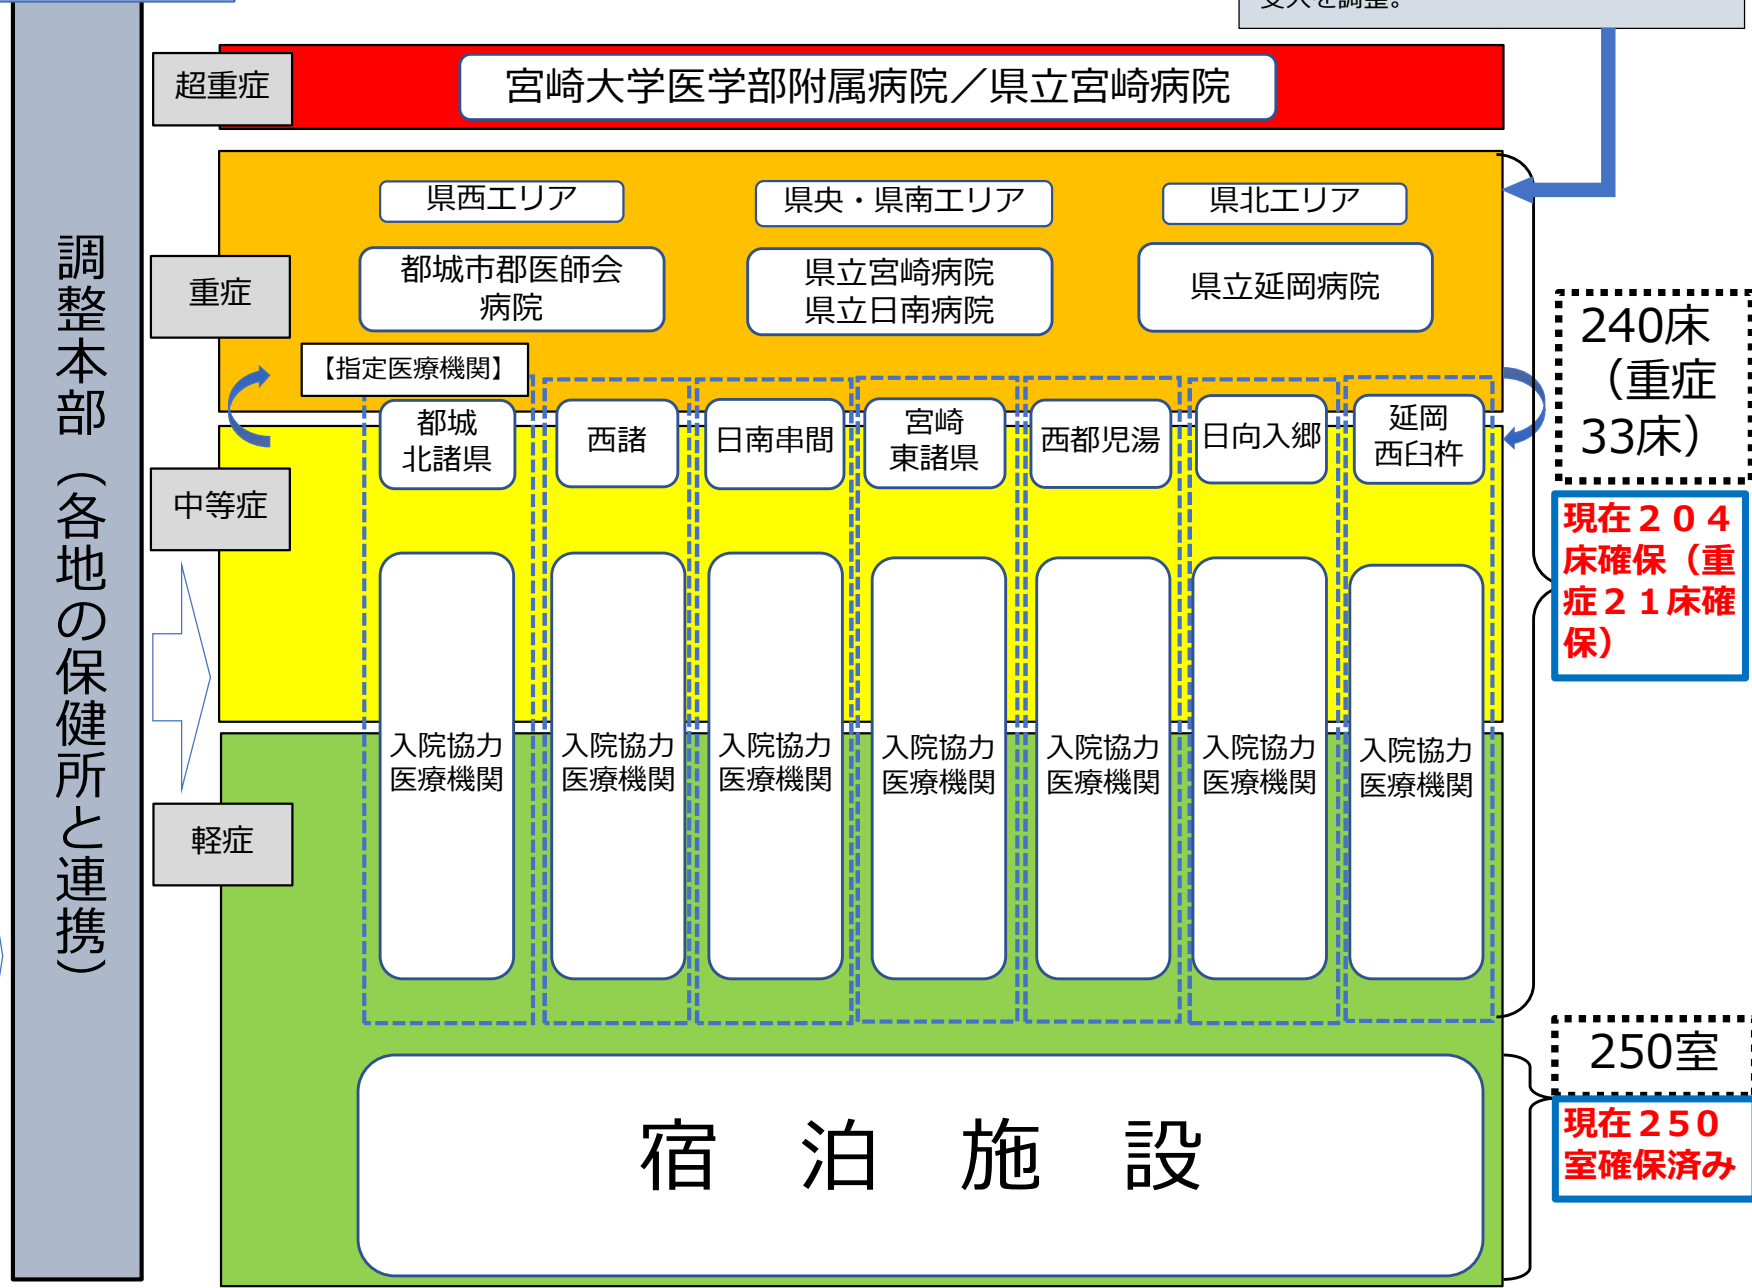 受入を調整。
調整本部（各地の保健所と連携）
超重症
宮崎大学医学部附属病院／県立宮崎病院
県西エリア
県央・県南エリア
県北エリア
重症
都城市郡医師会
病院
県立宮崎病院
県立日南病院
県立延岡病院
【指定医療機関】
都城
北諸県
西諸
日南串間
宮崎
東諸県
西都児湯
日向入郷
延岡
西臼杵
中等症
入院協力
医療機関
入院協力
医療機関
入院協力
医療機関
入院協力
医療機関
入院協力
医療機関
入院協力
医療機関
入院協力
医療機関
軽症
宿　泊　施　設
240床
（重症
33床）
現在２０４
床確保（重
症２１床確
保）
250室
現在２５０
室確保済み